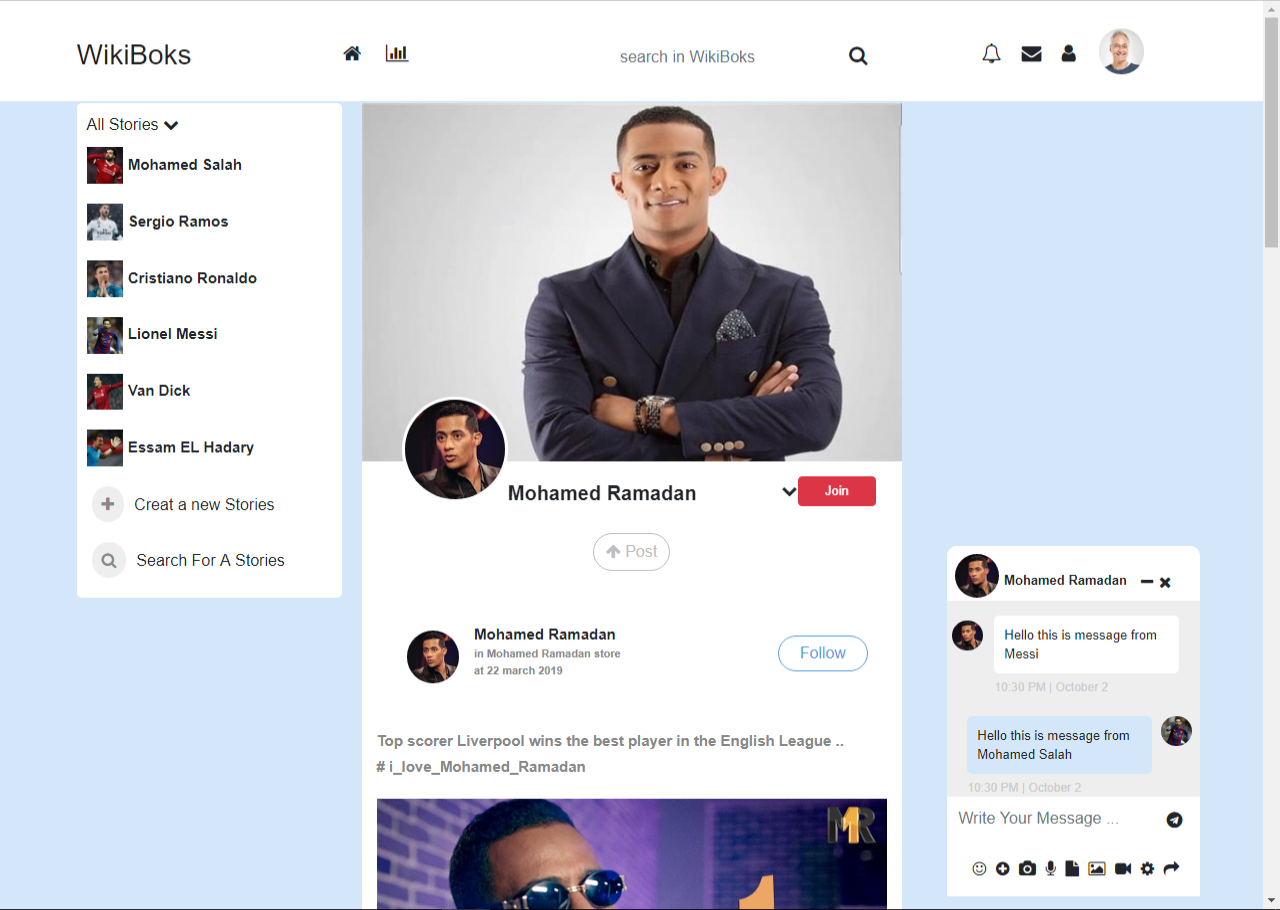 WikiBoks
search in WikiBoks
All Stories
Mohamed Salah
Sergio Ramos
Cristiano Ronaldo
Lionel Messi
Van Dick
Essam EL Hadary
Creat a new Stories
Search For A Stories
Mohamed Ramadan
Join
Post
Mohamed Ramadan
in Mohamed Ramadan store
at 22 march 2019
Follow
Top scorer Liverpool wins the best player in the English League ..
# i_love_Mohamed_Ramadan
M1R
1
Mohamed Ramadan
Hello this is message from
Messi
10:30 PM | October 2
Hello this is message from
Mohamed Salah
10:30 PM | October 2
Write Your Message ...